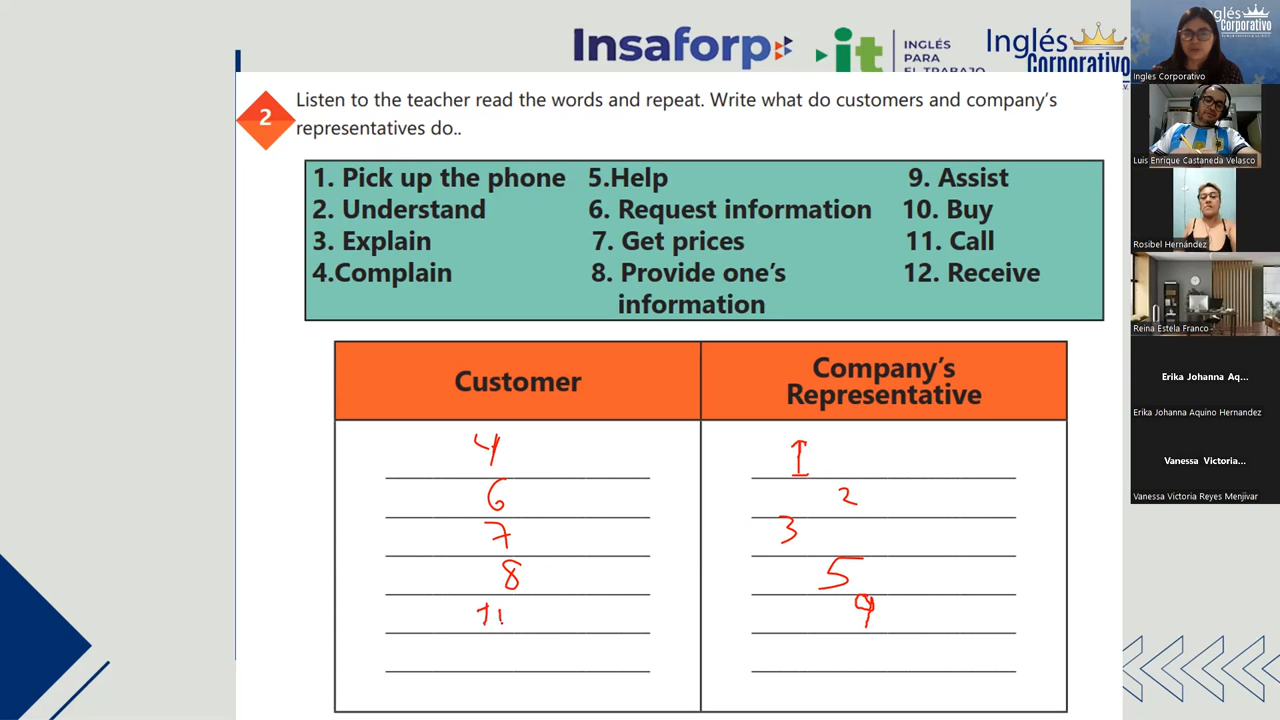 Insaforp
it
INGLÉS
PARA
EL TRABAJO
Inglés
Corporativo
2
Listen to the teacher read the words and repeat. Write what do customers and company's
representatives do..
1. Pick up the phone 5.Help 9. Assist
2. Understand 6. Request information 10. Buy
3. Explain 7. Get prices 11. Call
4.Complain 8. Provide one's 12. Receive
information
Customer
Company's
Representative
4 1
6 2
7 3
8 5
9
Inglés
Corporativo
Ingles Corporativo
Luis Enrique Castaneda Velasco
Rosibel Hernández
Reina Estela Franco
Erika Johanna Aq...
Erika Johanna Aquino Hernandez
Vanessa Victoria...
Vanessa Victoria Reyes Menjivar